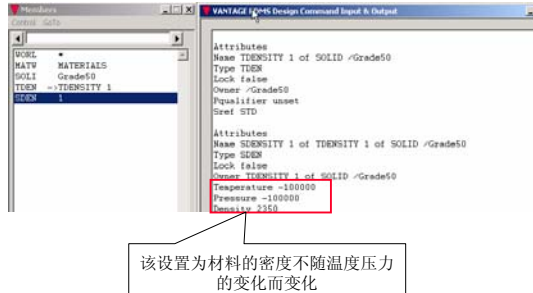 Members
Control GoTo
WORL *
MATW MATERIALS
SOLI Grade50
TDEN ->TDENSITY 1
SDEN 1
VANTAGE PDMS Design Command Input & Output
Attributes
Name TDENSITY 1 of SOLID /Grade50
Type TDEN
Lock false
Owner /Grade50
Pqualifier unset
Sref STD
Attributes
Name SDENSITY 1 of TDENSITY 1 of SOLID /Grade50
Type SDEN
Lock false
Owner TDENSITY 1 of SOLID /Grade50
Temperature -100000
Pressure -100000
Density 2350
该设置为材料的密度不随温度压力
的变化而变化